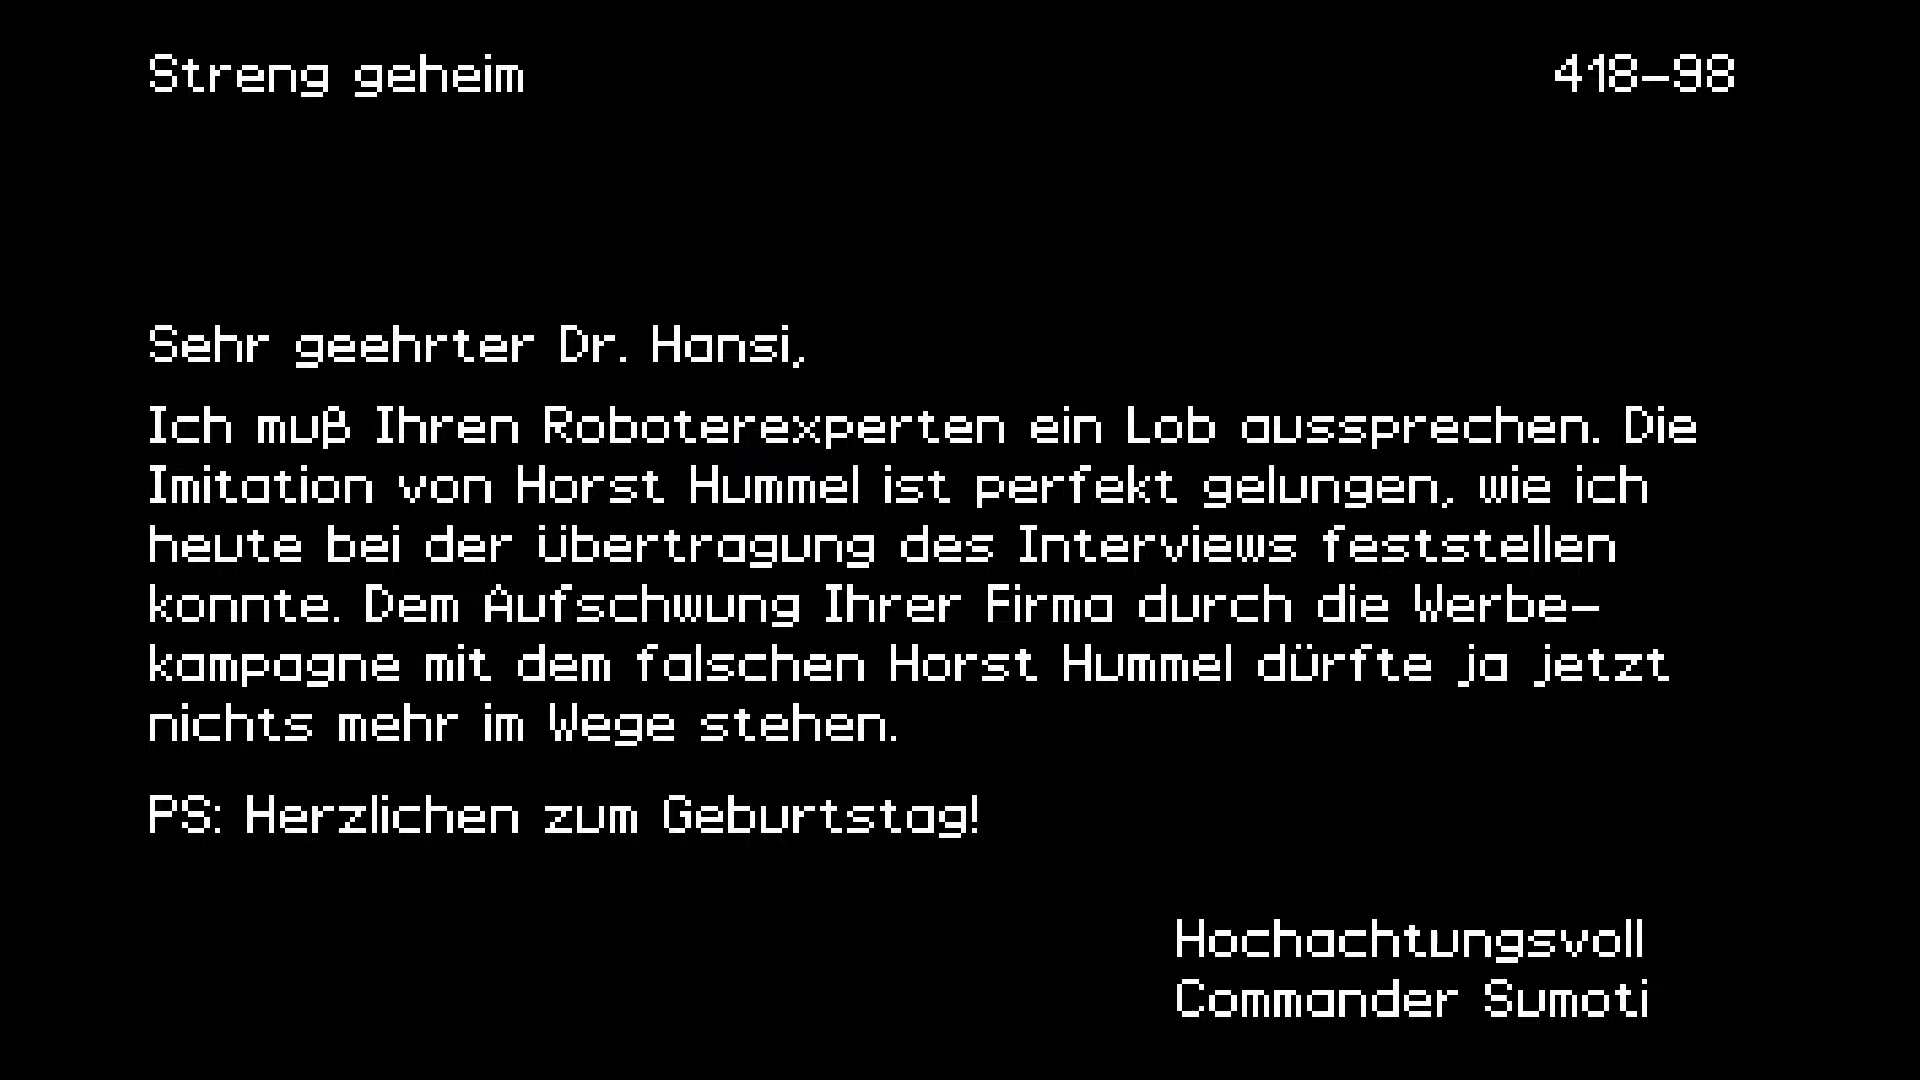 Streng geheim 418-98
Sehr geehrter Dr. Hansi,
Ich muß Ihren Roboterexperten ein Lob aussprechen. Die
Imitation von Horst Hummel ist perfekt gelungen, wie ich
heute bei der übertragung des Interviews feststellen
konnte. Dem Aufschwung Ihrer Firma durch die Werbe-
kampagne mit dem falschen Horst Hummel dürfte ja jetzt
nichts mehr im Wege stehen.
PS: Herzlichen zum Geburtstag!
Hochachtungsvoll
Commander Sumoti